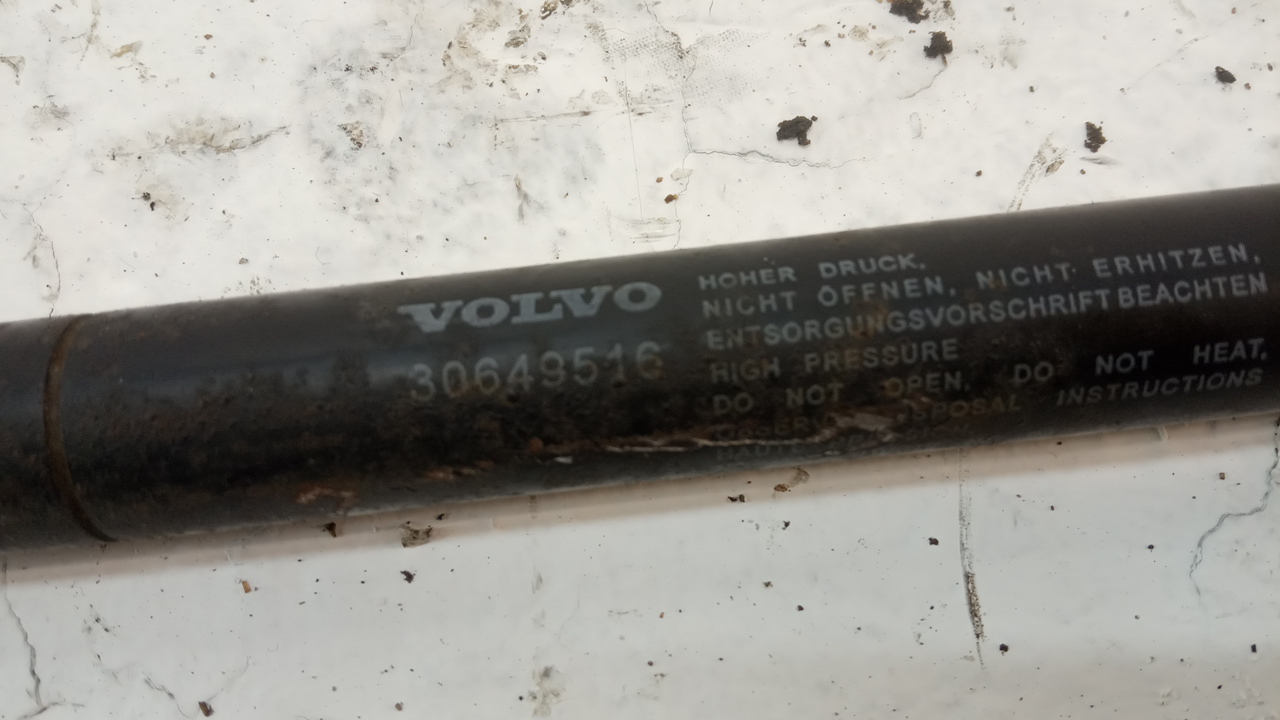 VOLVO
30649516
HOHER DRUCK.
NICHT ÖFFNEN, NICHT ERHITZEN,
ENTSORGUNGSVORSCHRIFT BEACHTEN
HIGH PRESSURE
DO NOT OPEN, DO NOT HEAT,
INSTRUCTIONS